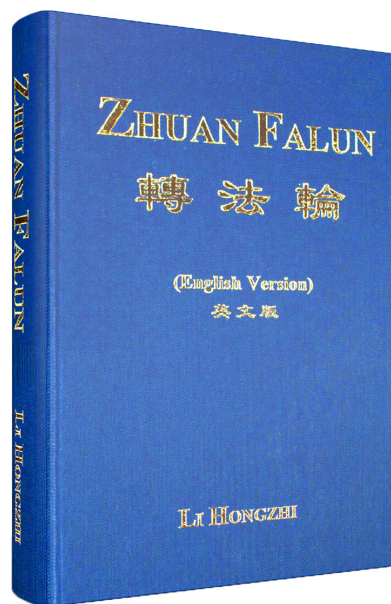 ZHUAN FALUN
轉法輪
(English Version)
英文版
LI HONGZHI
ZHUAN FALUN
LI HONGZHI